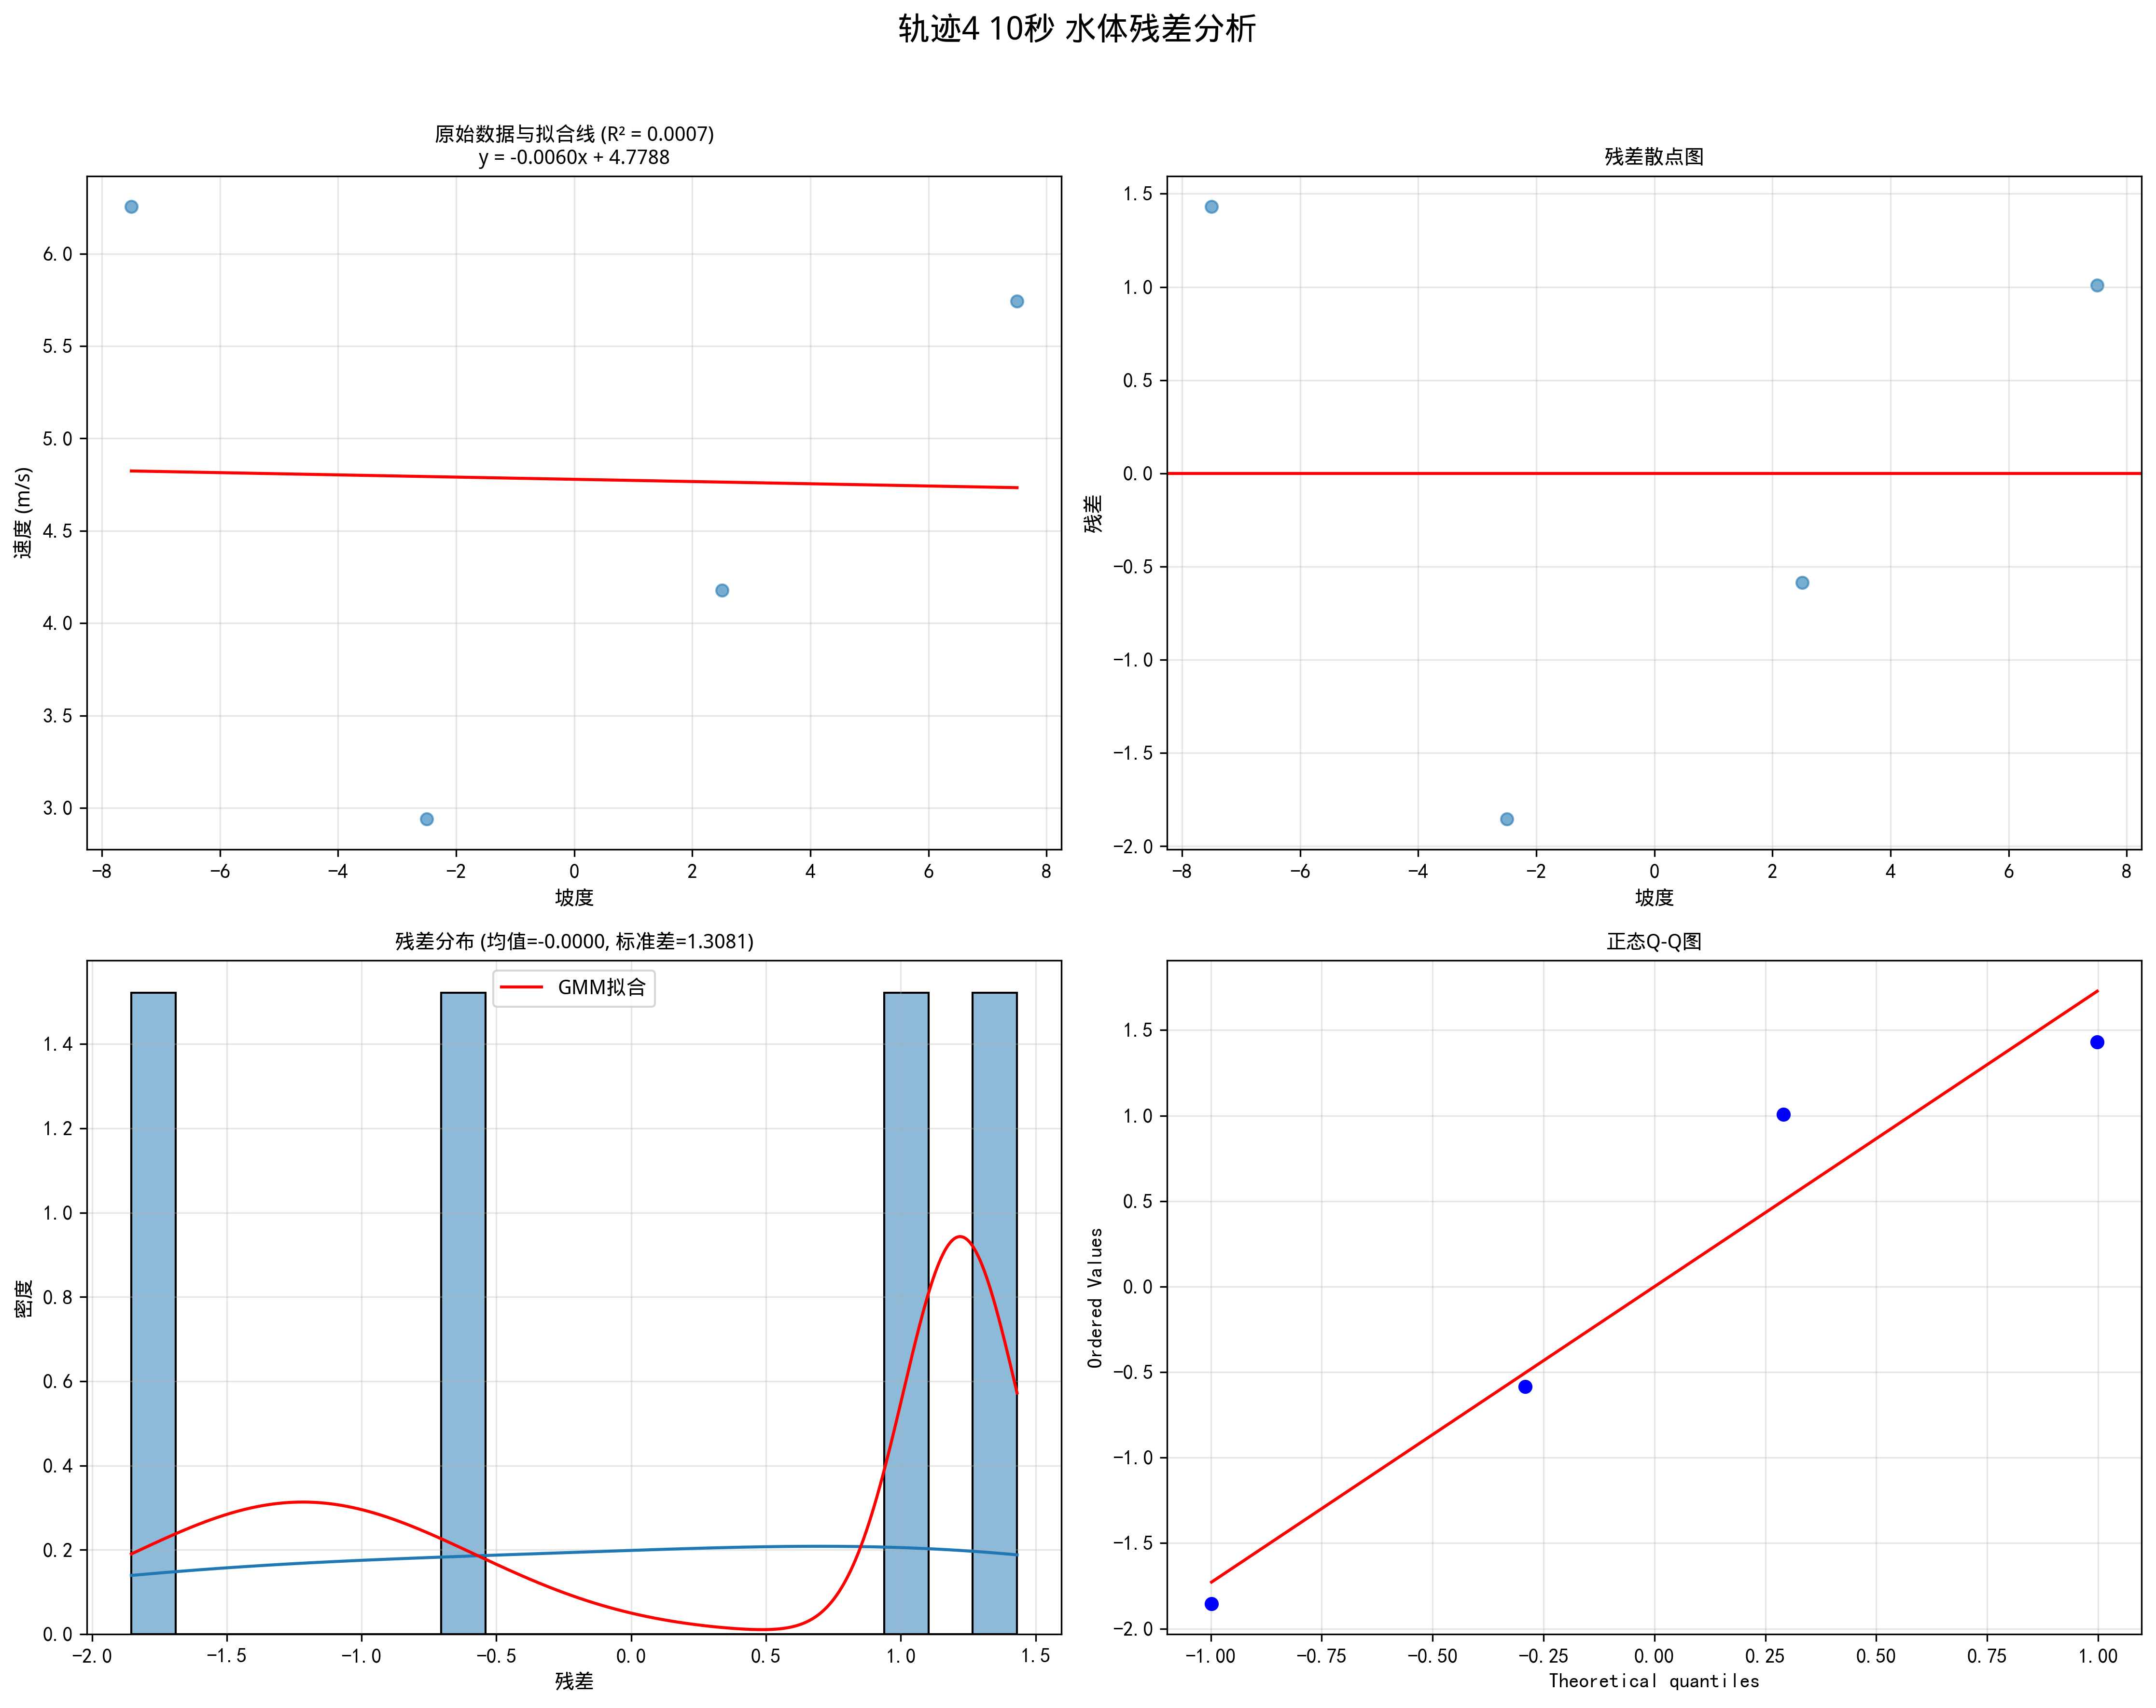 轨迹4 10秒 水体残差分析
原始数据与拟合线 (R² = 0.0007)
y = -0.0060x + 4.7788
速度 (m/s)
6.0
5.5
5.0
4.5
4.0
3.5
3.0
−8 −6 −4 −2 0 2 4 6 8
坡度
残差散点图
残差
1.5
1.0
0.5
0.0
−0.5
−1.0
−1.5
−2.0
−8 −6 −4 −2 0 2 4 6 8
坡度
残差分布 (均值=-0.0000, 标准差=1.3081)
GMM拟合
密度
1.4
1.2
1.0
0.8
0.6
0.4
0.2
0.0
−2.0 −1.5 −1.0 −0.5 0.0 0.5 1.0 1.5
残差
正态Q-Q图
Ordered Values
1.5
1.0
0.5
0.0
−0.5
−1.0
−1.5
−2.0
−1.00 −0.75 −0.50 −0.25 0.00 0.25 0.50 0.75 1.00
Theoretical quantiles